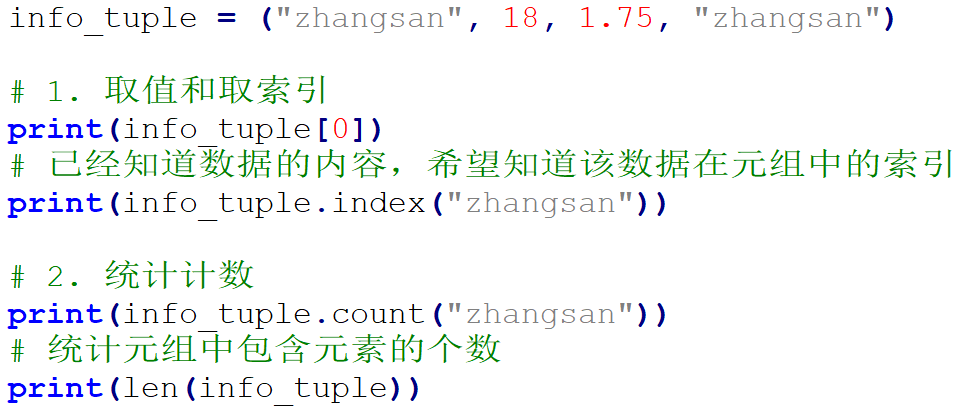 info_tuple = ("zhangsan", 18, 1.75, "zhangsan")
# 1. 取值和取索引
print(info_tuple[0])
# 已经知道数据的内容，希望知道该数据在元组中的索引
print(info_tuple.index("zhangsan"))
# 2. 统计计数
print(info_tuple.count("zhangsan"))
# 统计元组中包含元素的个数
print(len(info_tuple))